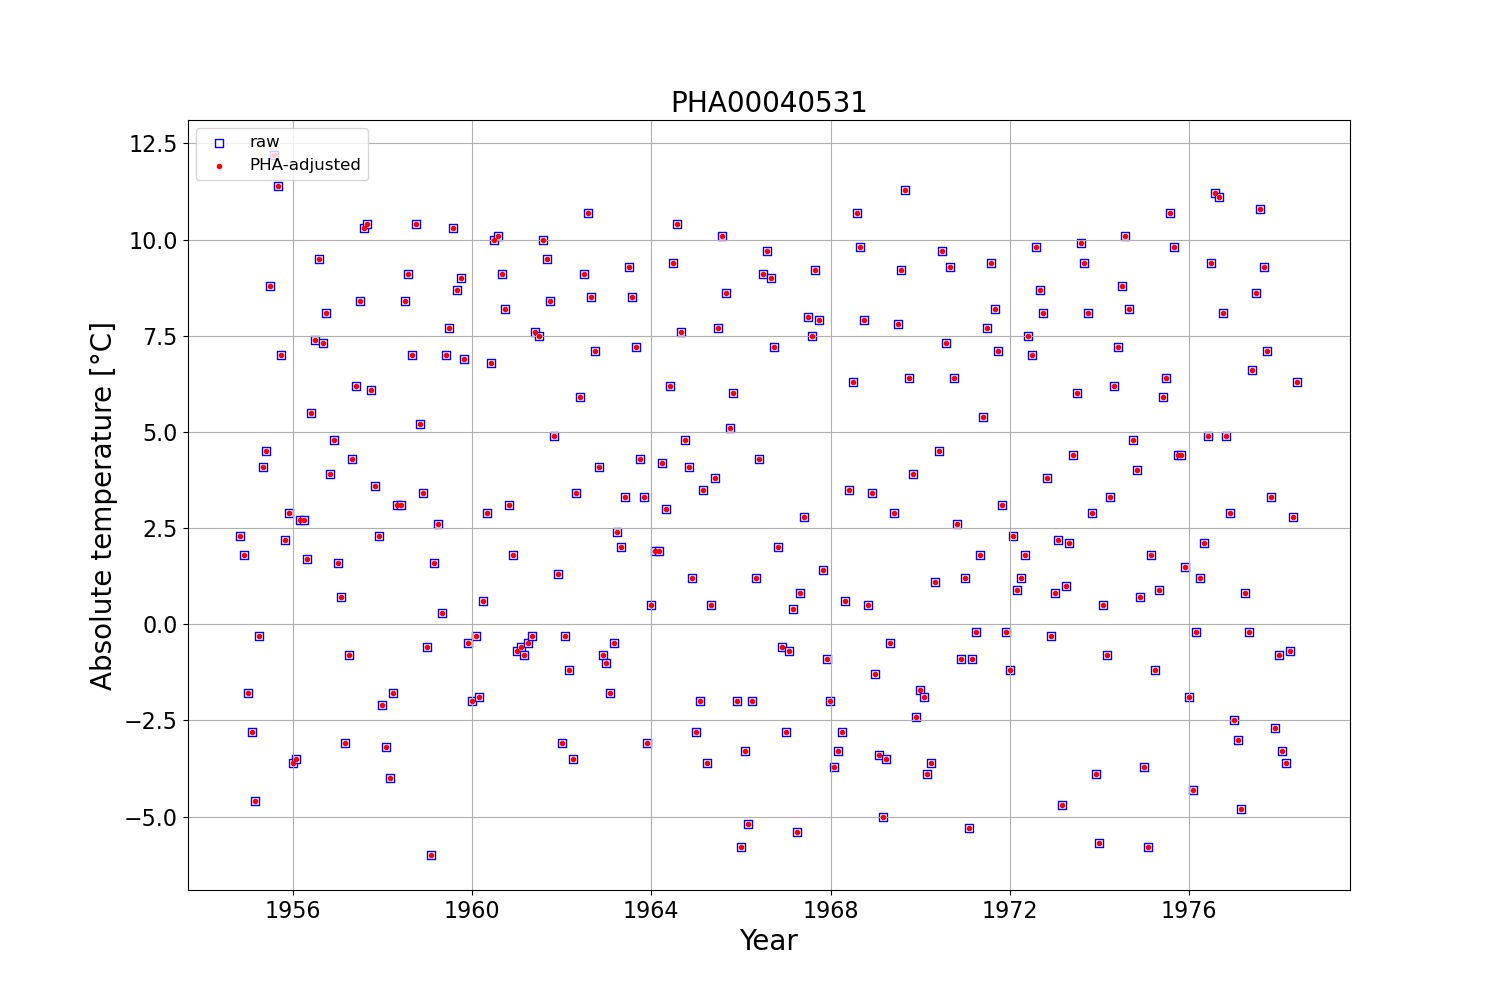 PHA00040531
raw
PHA-adjusted
Absolute temperature [°C]
12.5
10.0
7.5
5.0
2.5
0.0
−2.5
−5.0
1956 1960 1964 1968 1972 1976
Year